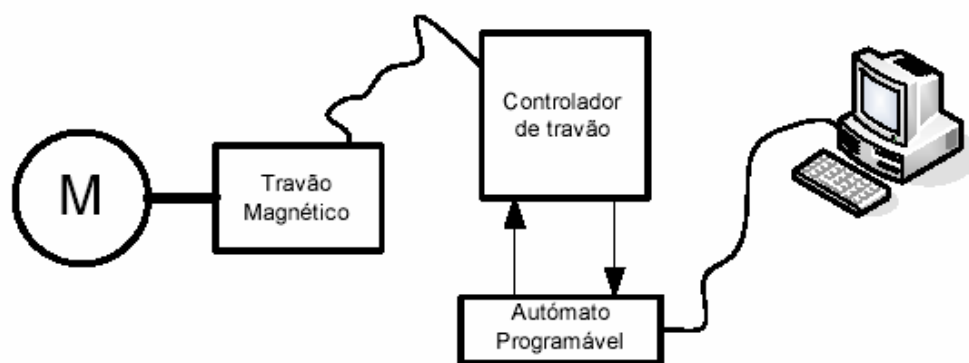 M
Travão
Magnético
Controlador
de travão
Autómato
Programável